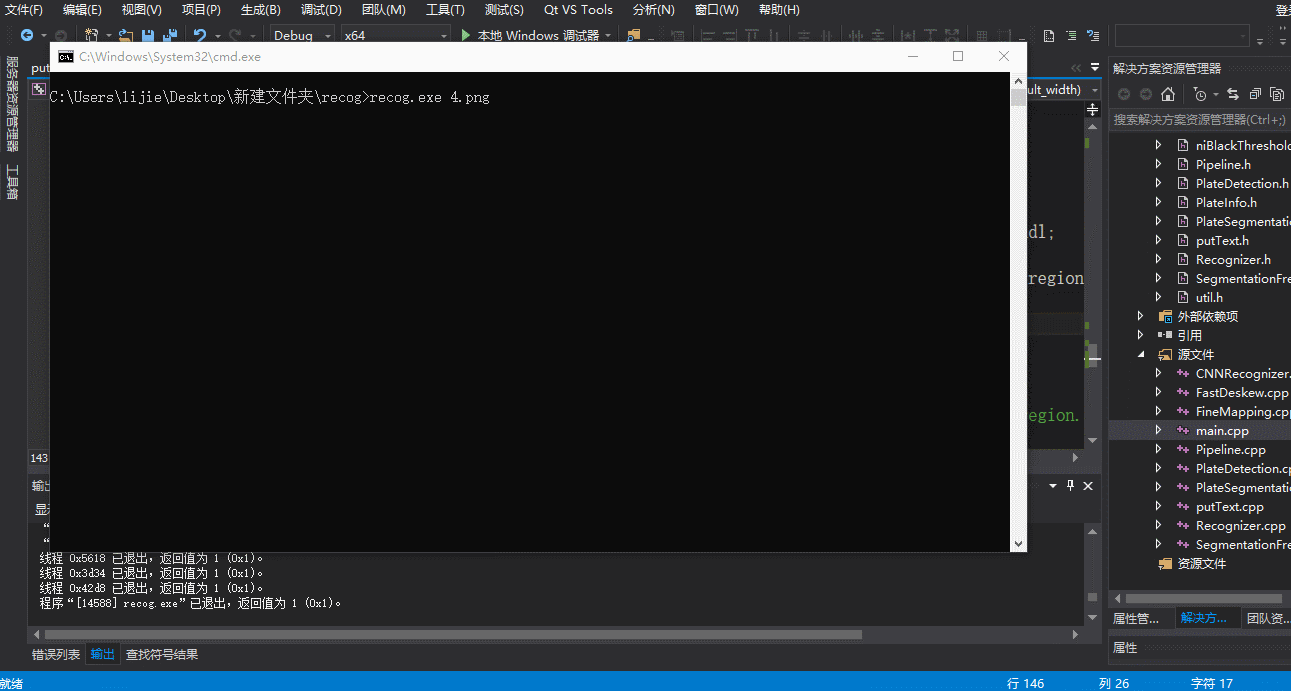 文件(F) 编辑(E) 视图(V) 项目(P) 生成(B) 调试(D) 团队(M) 工具(T) 测试(S) Qt VS Tools 分析(N) 窗口(W) 帮助(H)
Debug x64 本地 Windows 调试器
C:\Windows\System32\cmd.exe
C:\Users\lijie\Desktop\新建文件夹\recog>recog.exe 4.png
服务器资源管理器
工具箱
put
ult_width)
dl;
region
egion.
143
输出
线程 0x5618 已退出，返回值为 1 (0x1)。
线程 0x3d34 已退出，返回值为 1 (0x1)。
线程 0x42d8 已退出，返回值为 1 (0x1)。
程序“[14588] recog.exe”已退出，返回值为 1 (0x1)。
错误列表 输出 查找符号结果
解决方案资源管理器
搜索解决方案资源管理器(Ctrl+;)
niBlackThreshold
Pipeline.h
PlateDetection.h
PlateInfo.h
PlateSegmentati
putText.h
Recognizer.h
SegmentationFre
util.h
外部依赖项
引用
源文件
CNNRecognizer.
FastDeskew.cpp
FineMapping.cpp
main.cpp
Pipeline.cpp
PlateDetection.cp
PlateSegmentati
putText.cpp
Recognizer.cpp
SegmentationFre
资源文件
属性管... 解决方... 团队资...
属性
就绪 行 146 列 26 字符 17